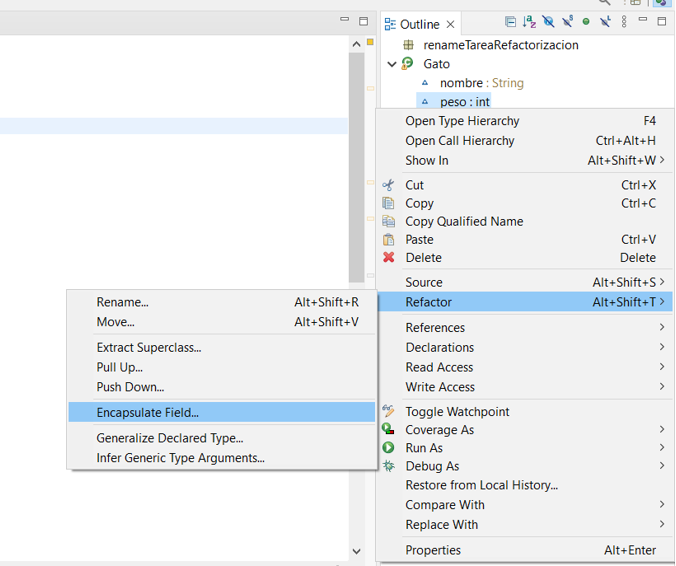 Outline
renameTareaRefactorizacion
Gato
nombre : String
peso : int
Open Type Hierarchy F4
Open Call Hierarchy Ctrl+Alt+H
Show In Alt+Shift+W >
Cut Ctrl+X
Copy Ctrl+C
Copy Qualified Name
Paste Ctrl+V
Delete Delete
Source Alt+Shift+S >
Refactor Alt+Shift+T >
References >
Declarations >
Read Access >
Write Access >
Toggle Watchpoint
Coverage As >
Run As >
Debug As >
Restore from Local History...
Compare With >
Replace With >
Properties Alt+Enter
Rename... Alt+Shift+R
Move... Alt+Shift+V
Extract Superclass...
Pull Up...
Push Down...
Encapsulate Field...
Generalize Declared Type...
Infer Generic Type Arguments...